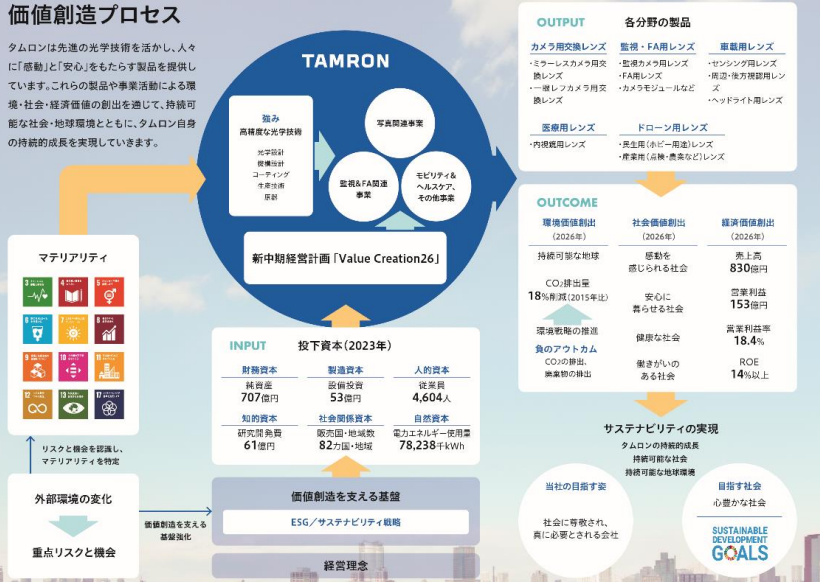 価値創造プロセス
タムロンは先進の光学技術を活かし、人々
に「感動」と「安心」をもたらす製品を提供し
ています。これらの製品や事業活動による環
境・社会・経済価値の創出を通じて、持続可
能な社会・地球環境とともに、タムロン自身
の持続的成長を実現していきます。
マテリアリティ
3
4
5
6
7
8
9
10
11
12
13
17
リスクと機会を認識し、
マテリアリティを特定
外部環境の変化
重点リスクと機会
価値創造を支える
基盤強化
TAMRON
強み
高精度な光学技術
光学設計
機構設計
コーティング
生産技術
写真関連事業
監視&FA関連
事業
モビリティ&
ヘルスケア、
その他事業
新中期経営計画「Value Creation26」
INPUT 投下資本(2023年)
財務資本
純資産
707億円
製造資本
設備投資
53億円
人的資本
従業員
4,604人
知的資本
研究開発費
61億円
社会関係資本
販売国・地域数
82カ国・地域
自然資本
電力エネルギー使用量
78,238千kWh
価値創造を支える基盤
ESG/サステナビリティ戦略
経営理念
OUTPUT 各分野の製品
カメラ用交換レンズ
・ミラーレスカメラ用交
換レンズ
・一眼レフカメラ用交
換レンズ
監視・FA用レンズ
・監視カメラ用レンズ
・FA用レンズ
・カメラモジュールなど
車載用レンズ
・センシング用レンズ
・周辺・後方視認用レン
ズ
・ヘッドライト用レンズ
医療用レンズ
・内視鏡用レンズ
ドローン用レンズ
・民生用(ホビー用途)レンズ
・産業用(点検・農業など)レンズ
OUTCOME
環境価値創出
(2026年)
持続可能な地球
CO₂排出量
18%削減(2015年比)
環境戦略の推進
負のアウトカム
CO₂の排出、
廃棄物の排出
社会価値創出
(2026年)
感動を
感じられる社会
安心に
暮らせる社会
健康な社会
働きがいの
ある社会
経済価値創出
(2026年)
売上高
830億円
営業利益
153億円
営業利益率
18.4%
ROE
14%以上
サステナビリティの実現
タムロンの持続的成長
持続可能な社会
持続可能な地球環境
当社の目指す姿
社会に尊敬され、
真に必要とされる会社
目指す社会
心豊かな社会
SUSTAINABLE
DEVELOPMENT
GOALS